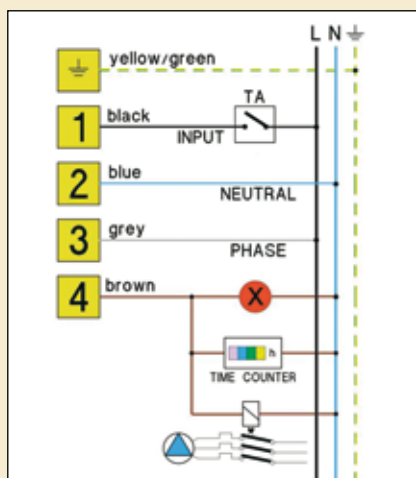 L N
yellow/green
TA
1 black
INPUT
2 blue
NEUTRAL
3 grey
PHASE
4 brown
X
h
TIME COUNTER